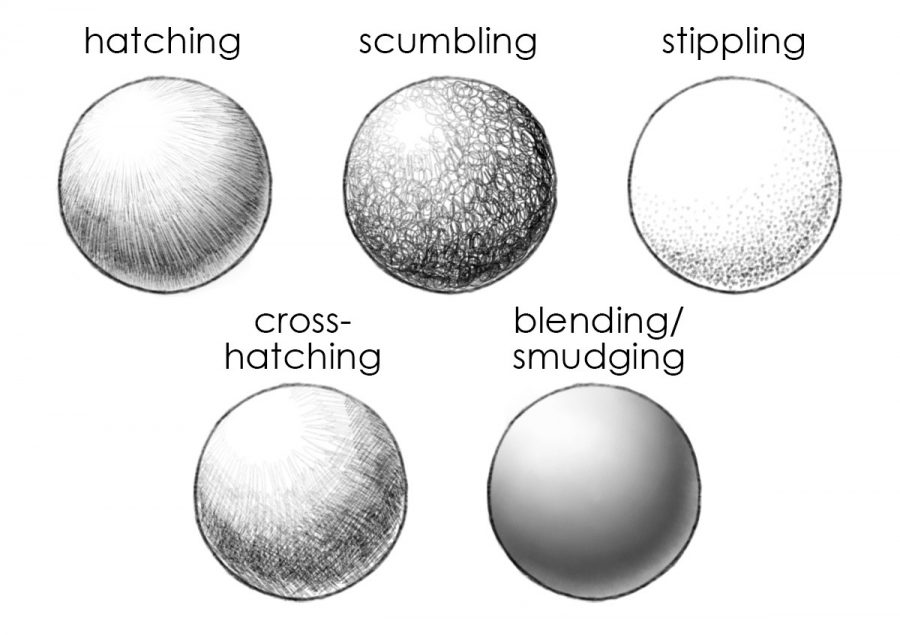 hatching
scumbling
stippling
cross-
hatching
blending/
smudging